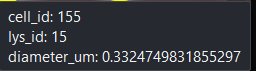 cell_id: 155
lys_id: 15
diameter_um: 0.3324749831855297